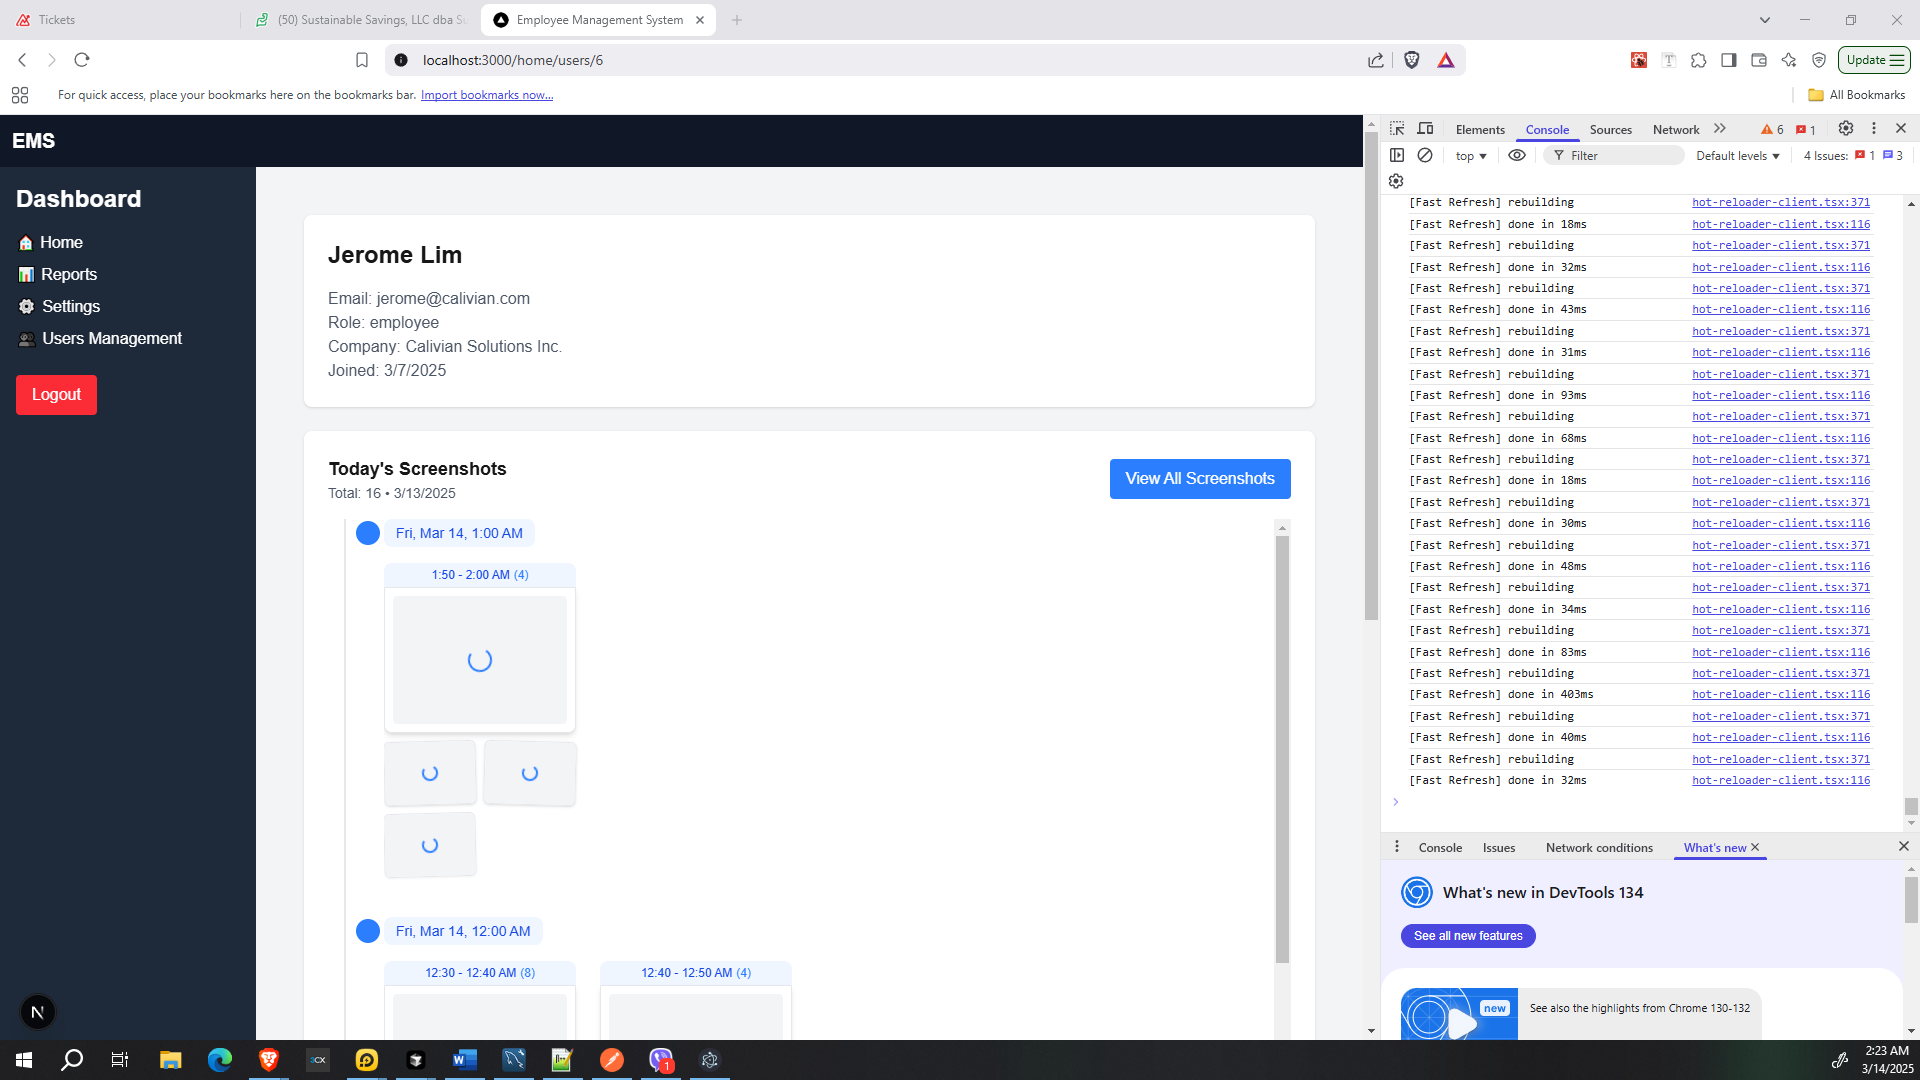 Tickets
(50) Sustainable Savings, LLC dba S
Employee Management System
localhost:3000/home/users/6
Update
For quick access, place your bookmarks here on the bookmarks bar. Import bookmarks now...
All Bookmarks
EMS
Dashboard
Home
Reports
Settings
Users Management
Logout
Jerome Lim
Email: jerome@calivian.com
Role: employee
Company: Calivian Solutions Inc.
Joined: 3/7/2025
Today's Screenshots
Total: 16 • 3/13/2025
View All Screenshots
Fri, Mar 14, 1:00 AM
1:50 - 2:00 AM (4)
Fri, Mar 14, 12:00 AM
12:30 - 12:40 AM (8)
12:40 - 12:50 AM (4)
N
Elements
Console
Sources
Network
6
1
top
Filter
Default levels
4 Issues: 1 3
[Fast Refresh] rebuilding hot-reloader-client.tsx:371
[Fast Refresh] done in 18ms hot-reloader-client.tsx:116
[Fast Refresh] rebuilding hot-reloader-client.tsx:371
[Fast Refresh] done in 32ms hot-reloader-client.tsx:116
[Fast Refresh] rebuilding hot-reloader-client.tsx:371
[Fast Refresh] done in 43ms hot-reloader-client.tsx:116
[Fast Refresh] rebuilding hot-reloader-client.tsx:371
[Fast Refresh] done in 31ms hot-reloader-client.tsx:116
[Fast Refresh] rebuilding hot-reloader-client.tsx:371
[Fast Refresh] done in 93ms hot-reloader-client.tsx:116
[Fast Refresh] rebuilding hot-reloader-client.tsx:371
[Fast Refresh] done in 68ms hot-reloader-client.tsx:116
[Fast Refresh] rebuilding hot-reloader-client.tsx:371
[Fast Refresh] done in 18ms hot-reloader-client.tsx:116
[Fast Refresh] rebuilding hot-reloader-client.tsx:371
[Fast Refresh] done in 30ms hot-reloader-client.tsx:116
[Fast Refresh] rebuilding hot-reloader-client.tsx:371
[Fast Refresh] done in 48ms hot-reloader-client.tsx:116
[Fast Refresh] rebuilding hot-reloader-client.tsx:371
[Fast Refresh] done in 34ms hot-reloader-client.tsx:116
[Fast Refresh] rebuilding hot-reloader-client.tsx:371
[Fast Refresh] done in 83ms hot-reloader-client.tsx:116
[Fast Refresh] rebuilding hot-reloader-client.tsx:371
[Fast Refresh] done in 403ms hot-reloader-client.tsx:116
[Fast Refresh] rebuilding hot-reloader-client.tsx:371
[Fast Refresh] done in 40ms hot-reloader-client.tsx:116
[Fast Refresh] rebuilding hot-reloader-client.tsx:371
[Fast Refresh] done in 32ms hot-reloader-client.tsx:116
Console
Issues
Network conditions
What's new
What's new in DevTools 134
See all new features
new
See also the highlights from Chrome 130-132
3CX
W
1
2:23 AM
3/14/2025